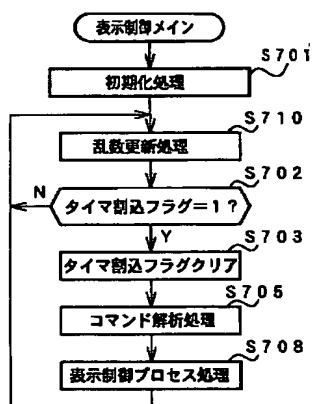 表示制御メイン
S701
初期化処理
S710
乱数更新処理
S702
N
タイマ割込フラグ=1?
Y
S703
タイマ割込フラグクリア
S705
コマンド解析処理
S708
表示制御プロセス処理